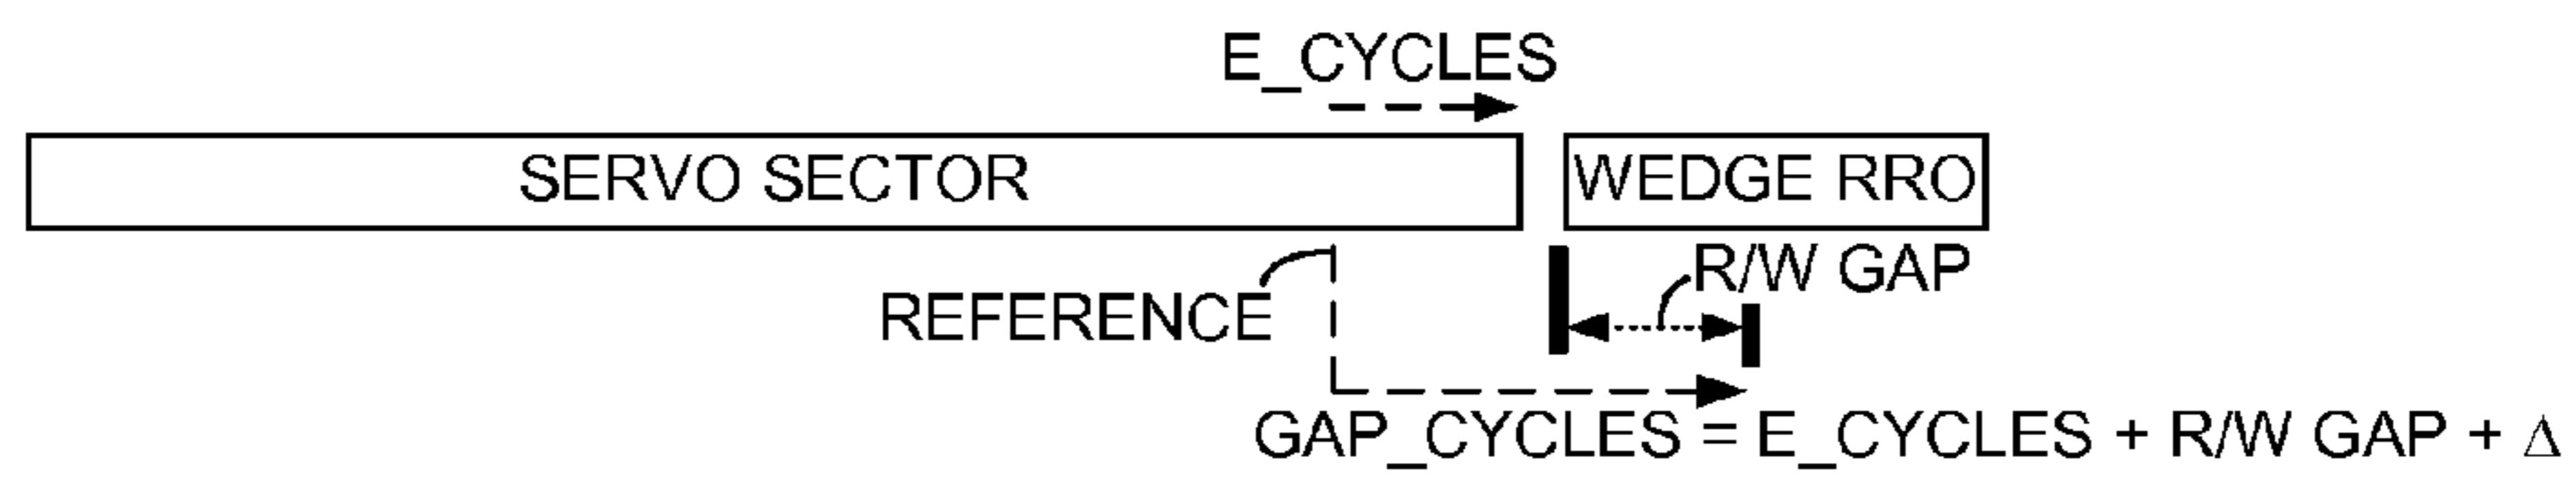 E_CYCLES
SERVO SECTOR
WEDGE RRO
R/W GAP
REFERENCE
GAP_CYCLES = E_CYCLES + R/W GAP + Δ